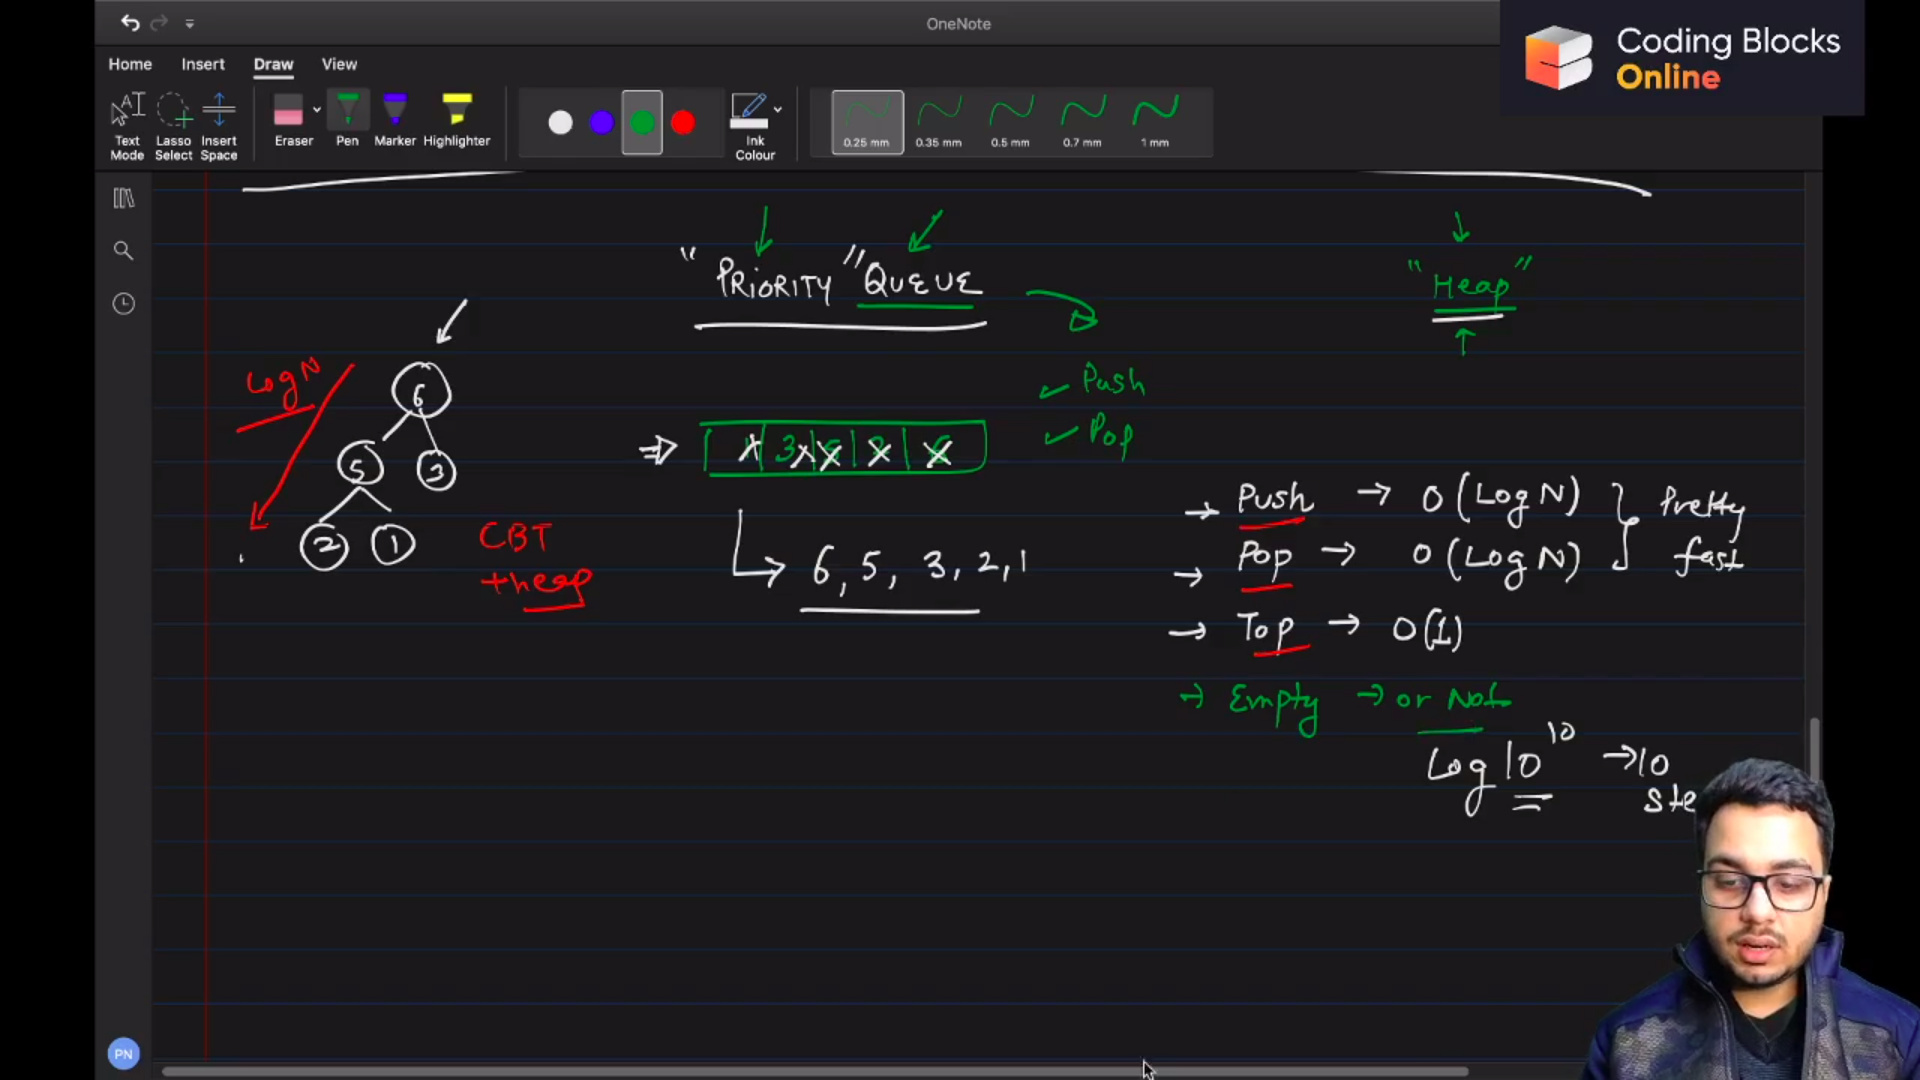 OneNote
Coding Blocks
Online
Home Insert Draw View
Text Mode
Lasso Select
Insert Space
Eraser
Pen
Marker
Highlighter
Ink Colour
0.25 mm
0.35 mm
0.5 mm
0.7 mm
1 mm
"PRIORITY" QUEUE
"Heap"
Log N
6
5 3
2 1
CBT
+heap
3
Push
Pop
6, 5, 3, 2, 1
Push → O(Log N)
Pop → O(Log N)
Pretty
fast
Top → O(1)
→ Empty → or Not
Log 10^10 → 10
Ste
PN